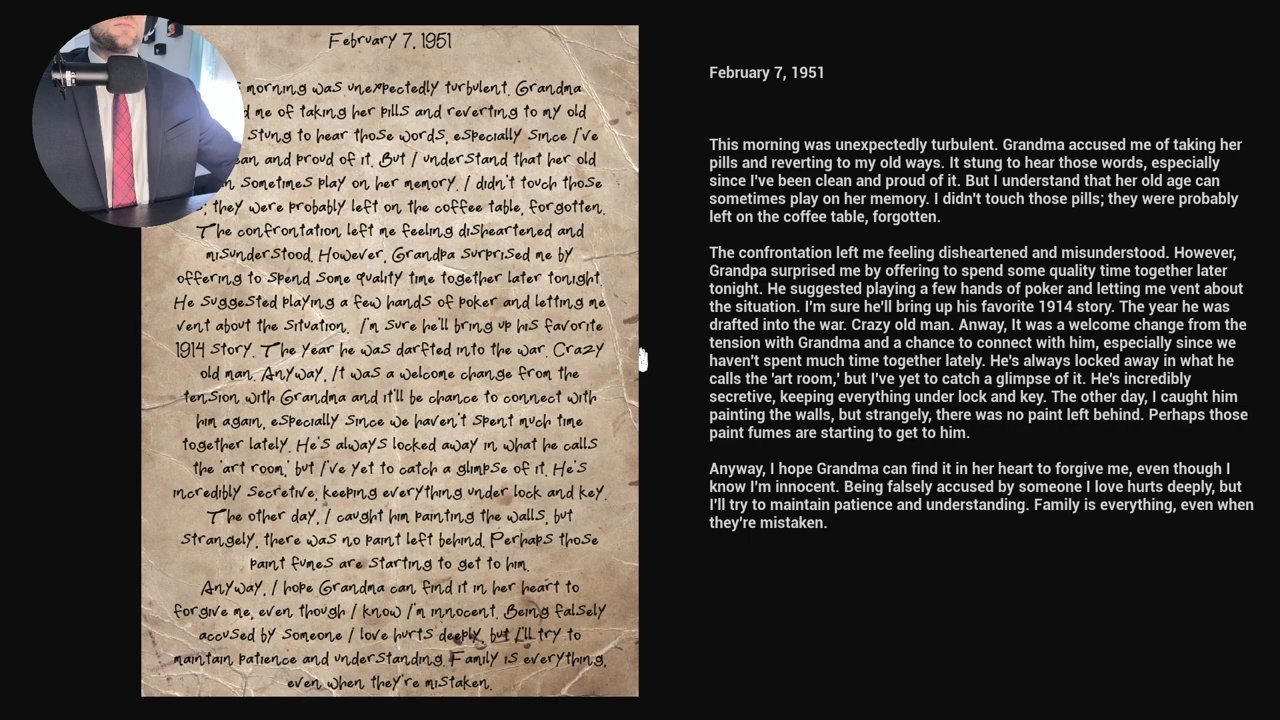 February 7, 1951
morning was unexpectedly turbulent. Grandma
me of taking her pills and reverting to my old
stung to hear those words, especially since I've
and proud of it. But I understand that her old
sometimes play on her memory. I didn't touch those
they were probably left on the coffee table, forgotten.
The confrontation left me feeling disheartened and
misunderstood. However, Grandpa surprised me by
offering to spend some quality time together later tonight.
He suggested playing a few hands of poker and letting me
vent about the situation. I'm sure he'll bring up his favorite
1914 story. The year he was darfted into the war. Crazy
old man. Anyway, It was a welcome change from the
tension with Grandma and it'll be chance to connect with
him again, especially since we haven't spent much time
together lately. He's always locked away in what he calls
the 'art room,' but I've yet to catch a glimpse of it. He's
incredibly secretive, keeping everything under lock and key.
The other day, I caught him painting the walls, but
strangely, there was no paint left behind. Perhaps those
paint fumes are starting to get to him.
Anyway, I hope Grandma can find it in her heart to
forgive me, even though I know I'm innocent. Being falsely
accused by someone I love hurts deeply, but I'll try to
maintain patience and understanding. Family is everything,
even when they're mistaken.
February 7, 1951
This morning was unexpectedly turbulent. Grandma accused me of taking her
pills and reverting to my old ways. It stung to hear those words, especially
since I've been clean and proud of it. But I understand that her old age can
sometimes play on her memory. I didn't touch those pills; they were probably
left on the coffee table, forgotten.
The confrontation left me feeling disheartened and misunderstood. However,
Grandpa surprised me by offering to spend some quality time together later
tonight. He suggested playing a few hands of poker and letting me vent about
the situation. I'm sure he'll bring up his favorite 1914 story. The year he was
drafted into the war. Crazy old man. Anway, It was a welcome change from the
tension with Grandma and a chance to connect with him, especially since we
haven't spent much time together lately. He's always locked away in what he
calls the 'art room,' but I've yet to catch a glimpse of it. He's incredibly
secretive, keeping everything under lock and key. The other day, I caught him
painting the walls, but strangely, there was no paint left behind. Perhaps those
paint fumes are starting to get to him.
Anyway, I hope Grandma can find it in her heart to forgive me, even though I
know I'm innocent. Being falsely accused by someone I love hurts deeply, but
I'll try to maintain patience and understanding. Family is everything, even when
they're mistaken.